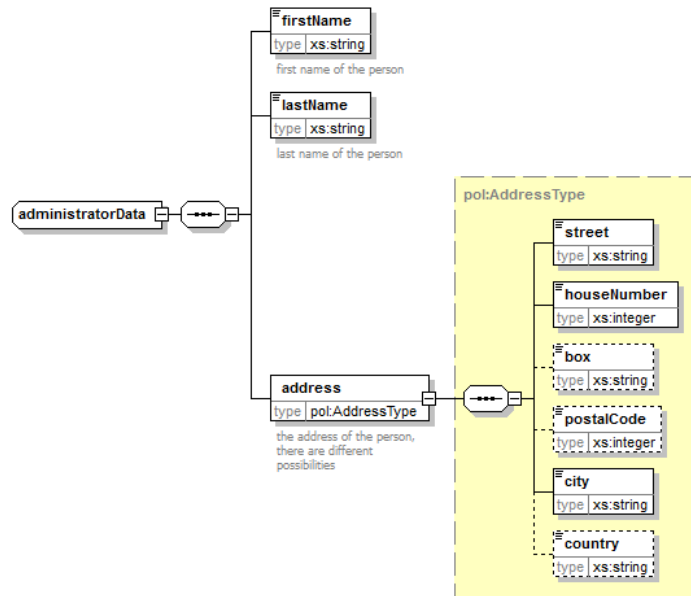 firstName
type xs:string
first name of the person
lastName
type xs:string
last name of the person
administratorData
address
type pol:AddressType
the address of the person,
there are different
possibilities
pol:AddressType
street
type xs:string
houseNumber
type xs:integer
box
type xs:string
postalCode
type xs:integer
city
type xs:string
country
type xs:string